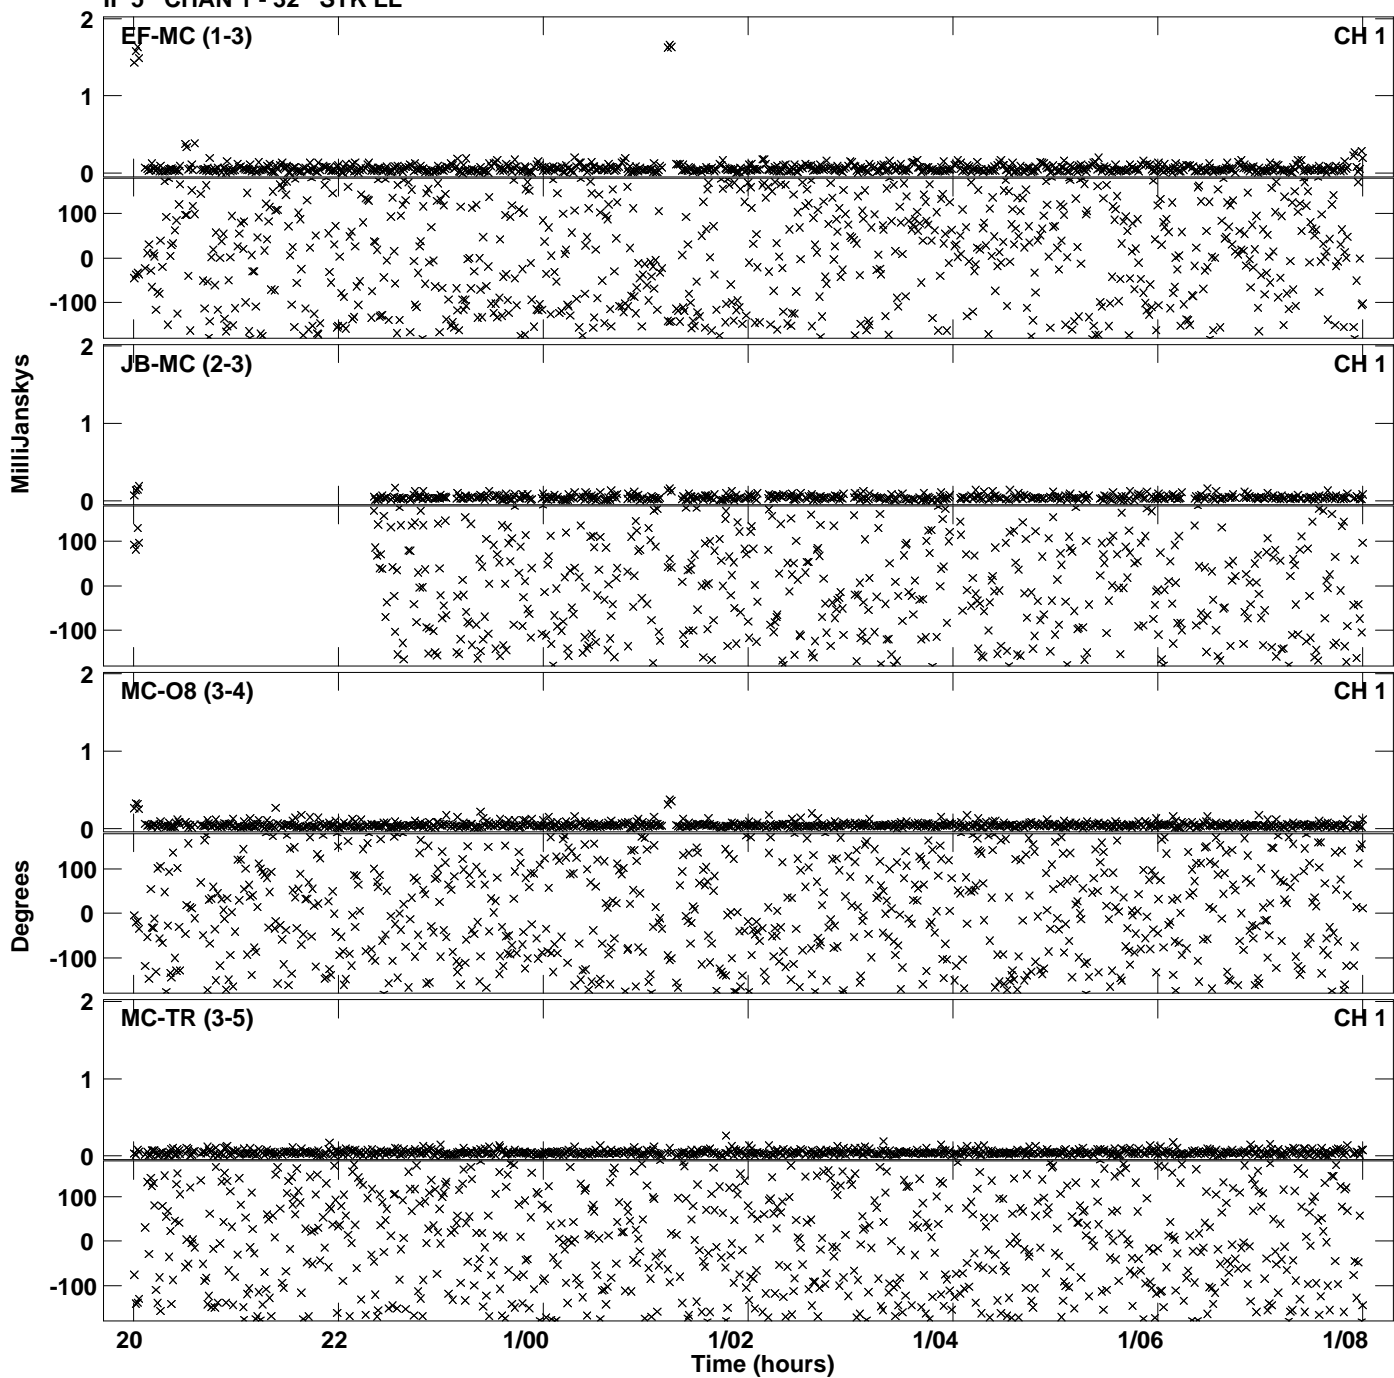 IF 5 CHAN 1 - 32 STK LL
EF-MC (1-3) CH 1
2
1
0
100
0
-100
JB-MC (2-3) CH 1
2
1
0
100
0
-100
MilliJanskys
MC-O8 (3-4) CH 1
2
1
0
100
0
-100
Degrees
MC-TR (3-5) CH 1
2
1
0
100
0
-100
20 22 1/00 1/02 1/04 1/06 1/08
Time (hours)